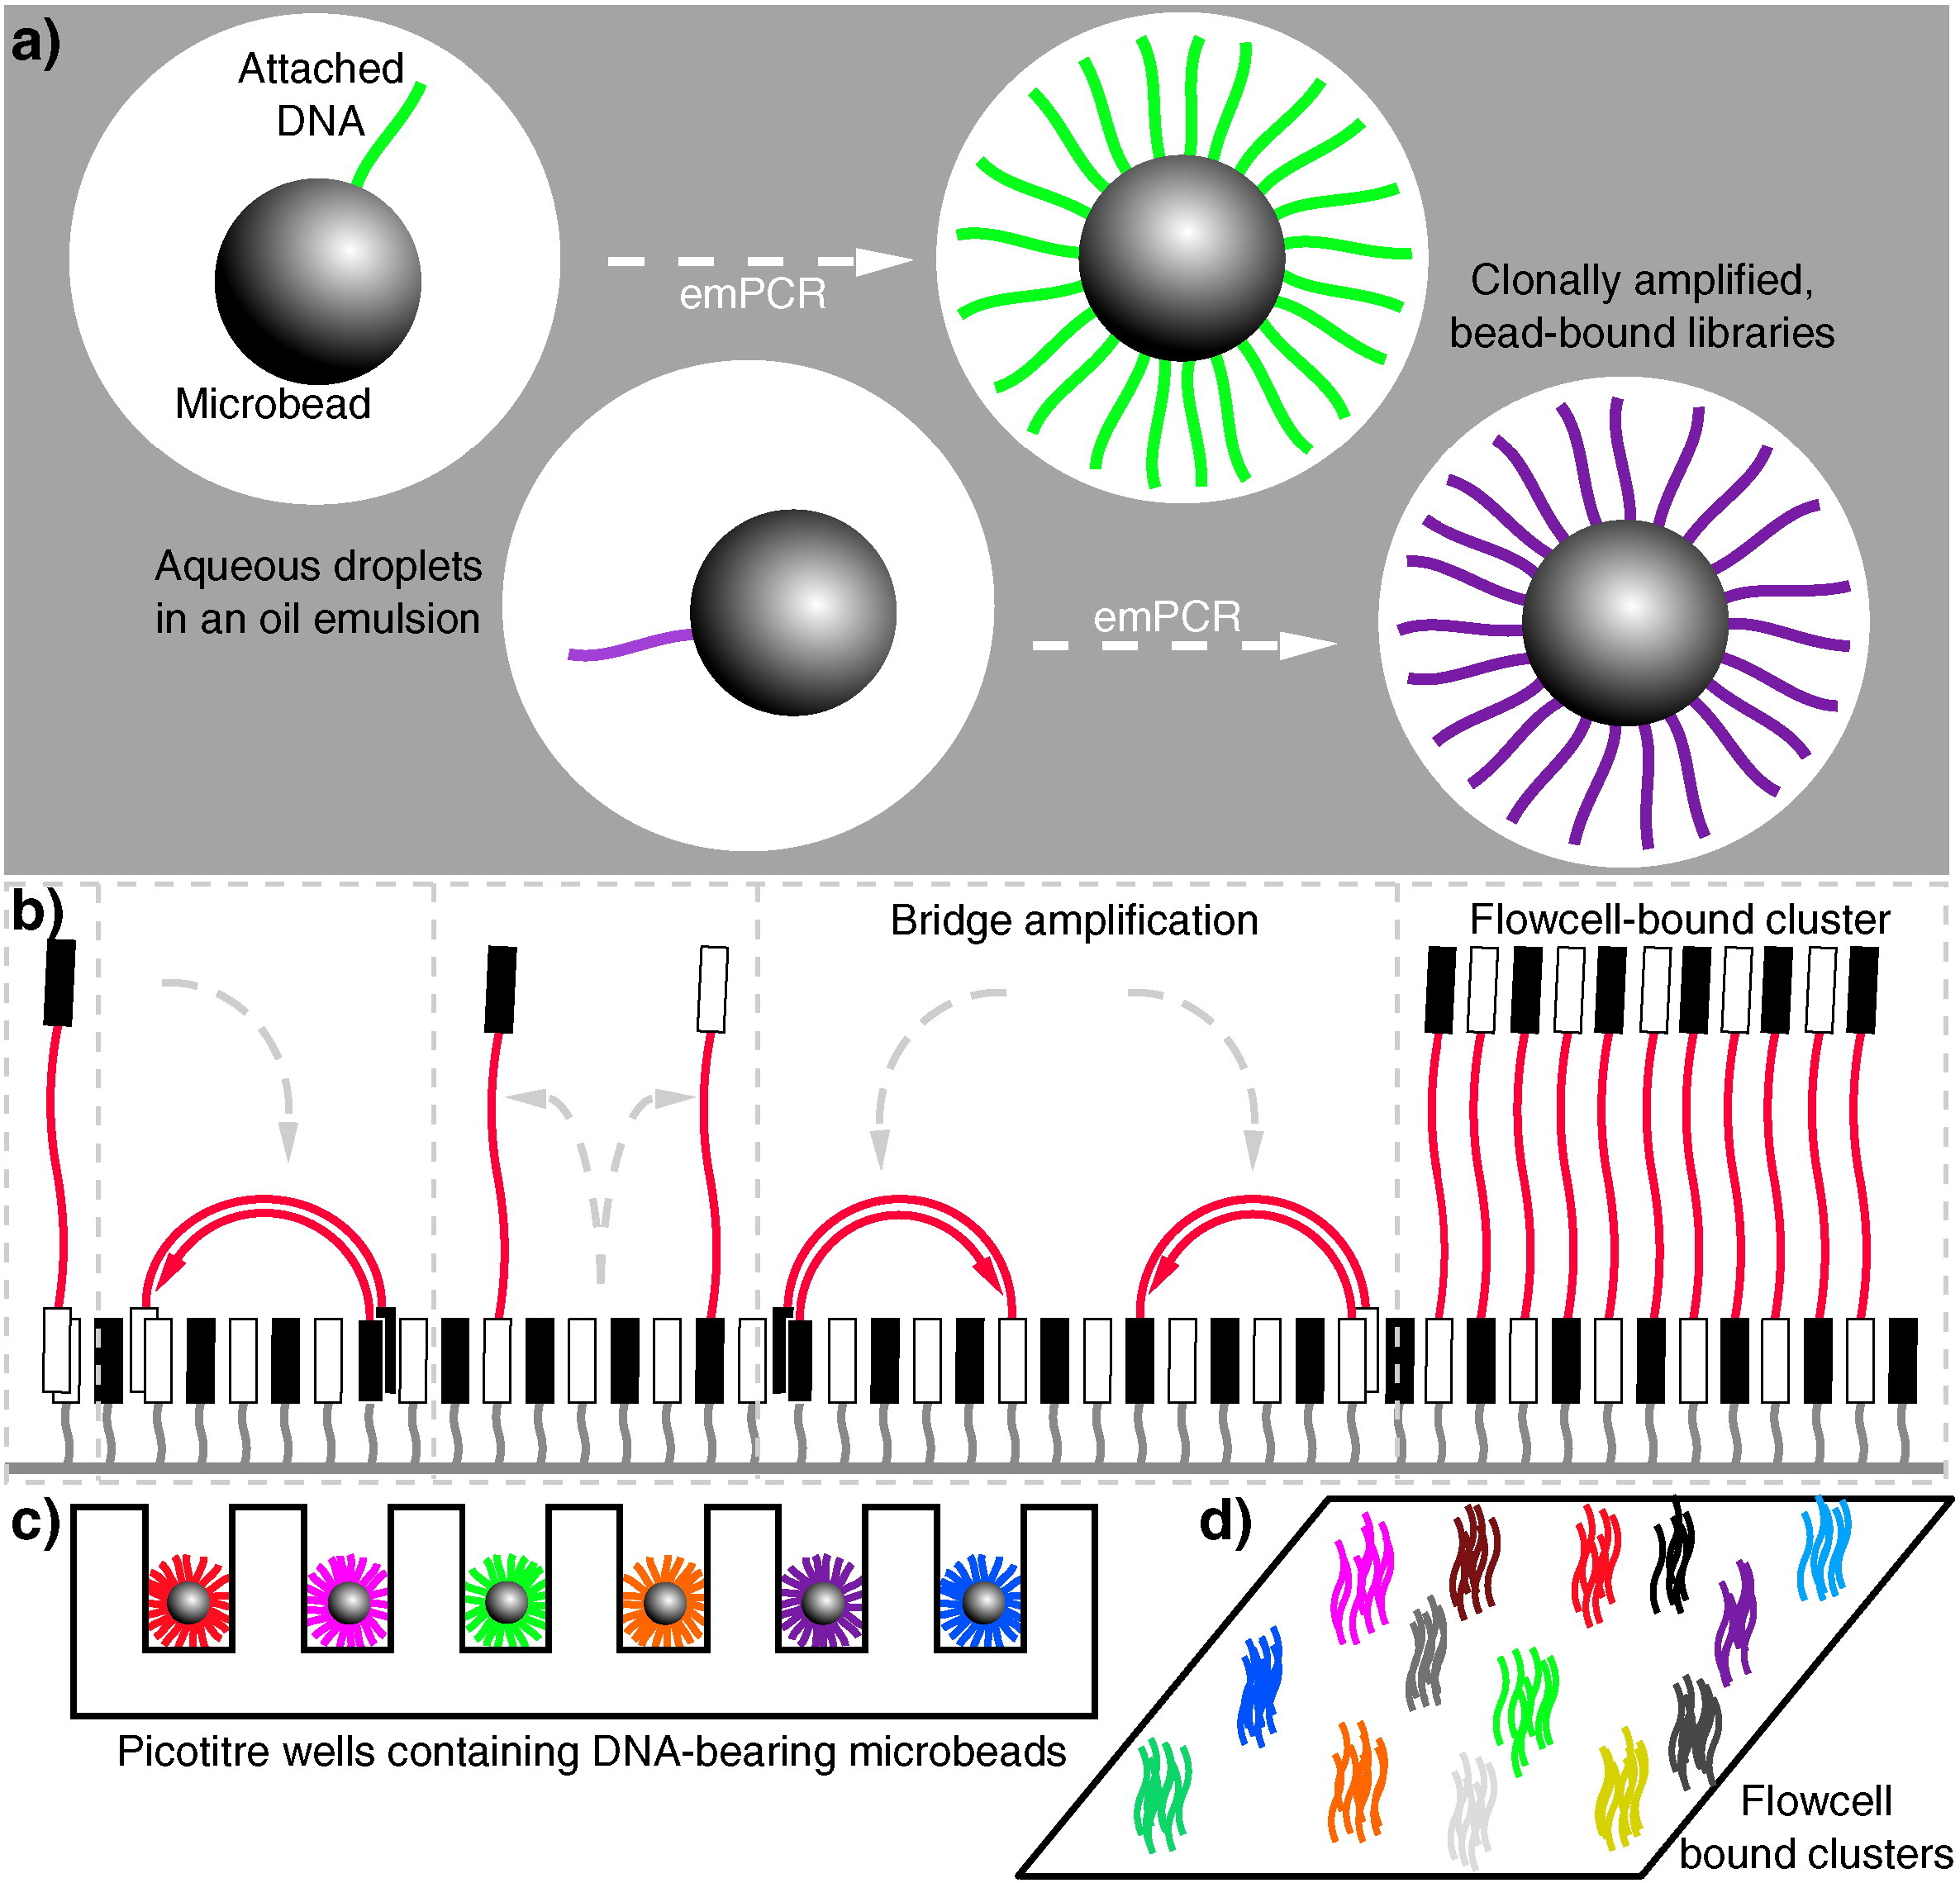 a)
Attached
DNA
Microbead
emPCR
Clonally amplified,
bead-bound libraries
Aqueous droplets
in an oil emulsion
emPCR
b)
Bridge amplification
Flowcell-bound cluster
c)
Picotitre wells containing DNA-bearing microbeads
d)
Flowcell
bound clusters